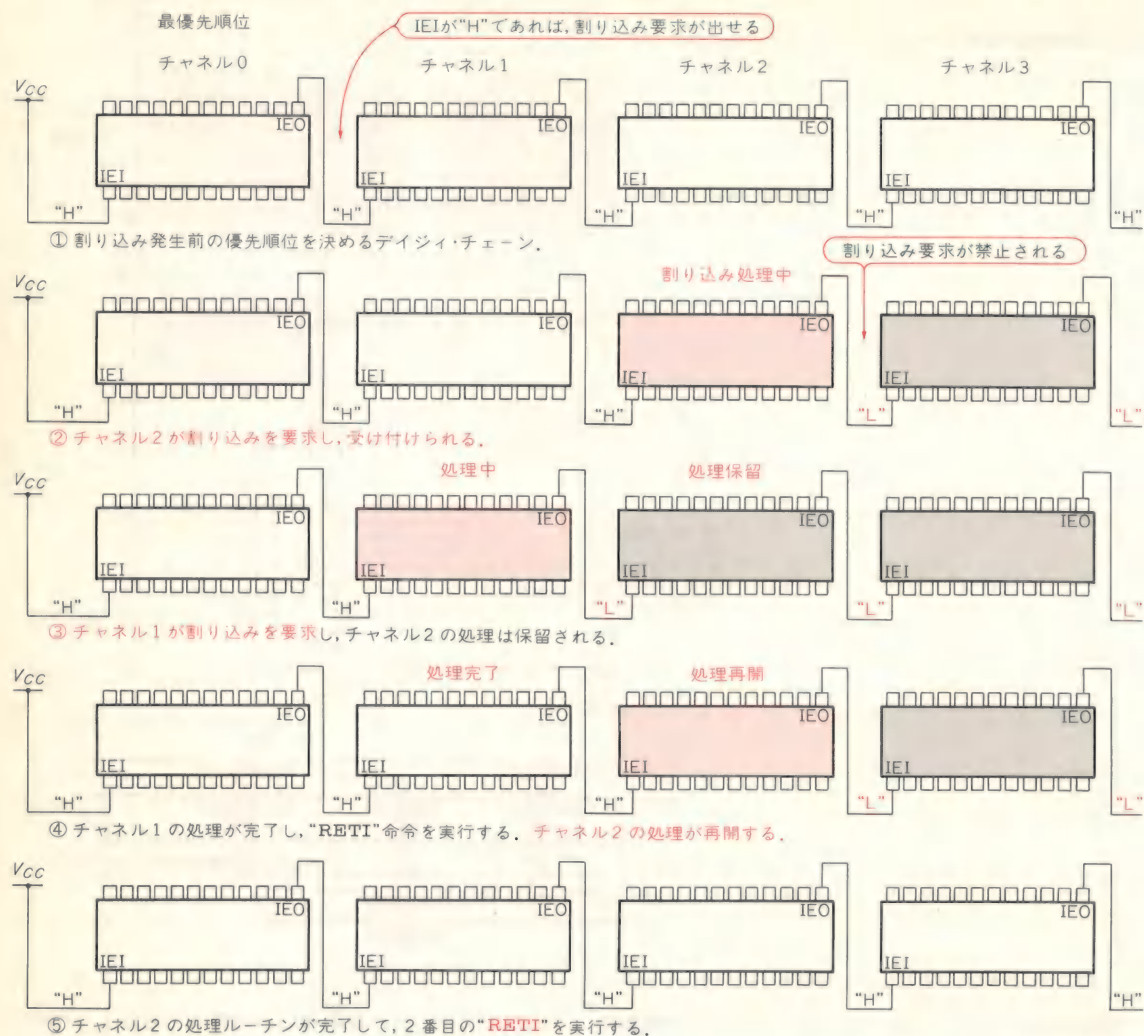 最優先順位
IEIが“H”であれば,割り込み要求が出せる
チャネル0 チャネル1 チャネル2 チャネル3
VCC
IEO IEO IEO IEO
IEI IEI IEI IEI
“H” “H” “H” “H” “H”
① 割り込み発生前の優先順位を決めるデイジィ・チェーン.
割り込み要求が禁止される
割り込み処理中
VCC
IEO IEO IEO IEO
IEI IEI IEI IEI
“H” “H” “H” “L” “L”
② チャネル2が割り込みを要求し,受け付けられる.
処理中 処理保留
VCC
IEO IEO IEO IEO
IEI IEI IEI IEI
“H” “H” “L” “L” “L”
③ チャネル1が割り込みを要求し,チャネル2の処理は保留される.
処理完了 処理再開
VCC
IEO IEO IEO IEO
IEI IEI IEI IEI
“H” “H” “H” “L” “L”
④ チャネル1の処理が完了し,“RETI”命令を実行する. チャネル2の処理が再開する.
VCC
IEO IEO IEO IEO
IEI IEI IEI IEI
“H” “H” “H” “H” “H”
⑤ チャネル2の処理ルーチンが完了して,2番目の“RETI”を実行する.